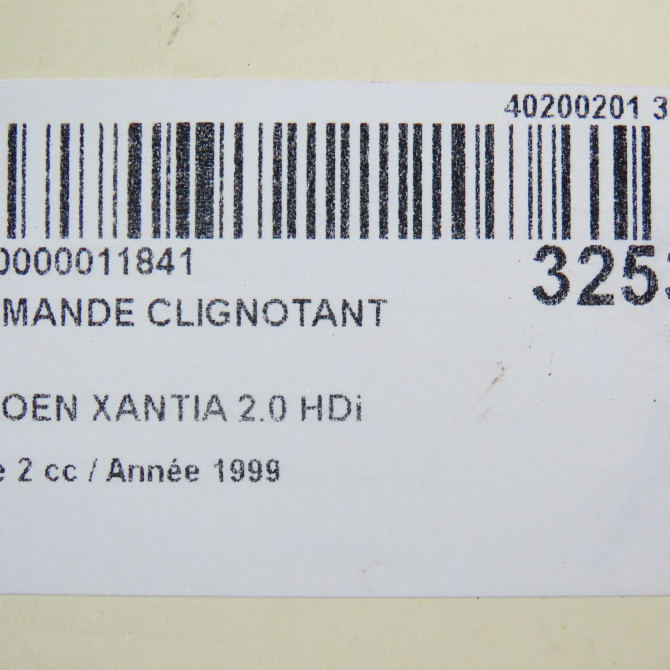 40200201 3
0000011841
3253
MANDE CLIGNOTANT
OEN XANTIA 2.0 HDi
e 2 cc / Année 1999